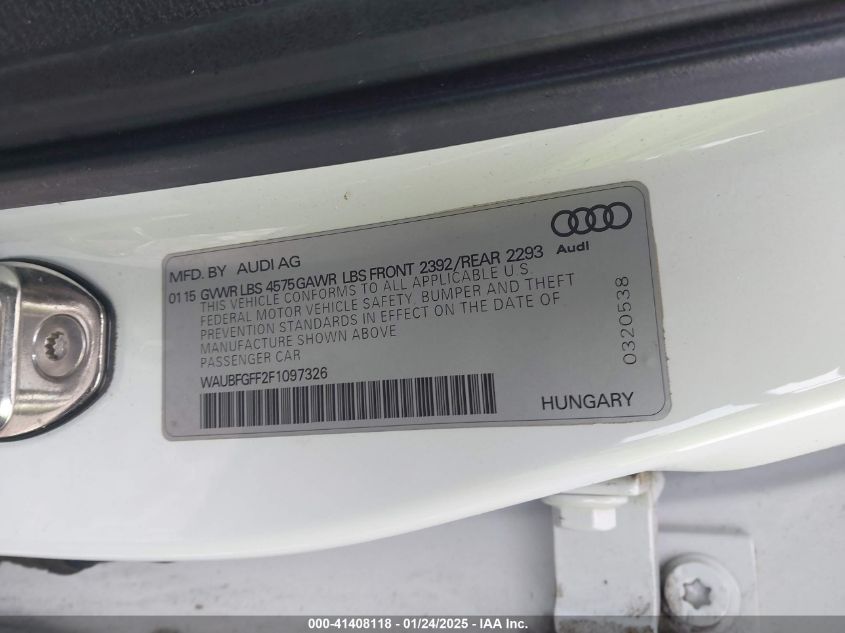 MFD. BY AUDI AG
Audi
01 15 GVWR LBS 4575 GAWR LBS FRONT 2392/REAR 2293
THIS VEHICLE CONFORMS TO ALL APPLICABLE U.S.
FEDERAL MOTOR VEHICLE SAFETY, BUMPER AND THEFT
PREVENTION STANDARDS IN EFFECT ON THE DATE OF
MANUFACTURE SHOWN ABOVE
PASSENGER CAR
WAUBFGFF2F1097326
HUNGARY
0320538
000-41408118 - 01/24/2025 - IAA Inc.